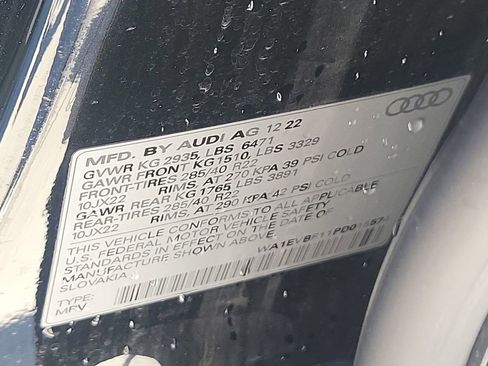 MFD. BY AUDI AG 12 22
GVWR KG 2935, LBS 6471
GAWR FRONT KG 1510, LBS 3329
FRONT-TIRES 285/40 R22
10JX22 RIMS, AT 270 KPA 39 PSI COLD
GAWR REAR KG 1765 LBS 3891
REAR-TIRES 285/40 R22
10JX22 RIMS, AT 290 KPA 42 PSI COLD
THIS VEHICLE CONFORMS TO ALL APPLICABLE
U.S. FEDERAL MOTOR VEHICLE SAFETY
STANDARDS IN EFFECT ON THE DATE OF
MANUFACTURE SHOWN ABOVE.
SLOVAKIA
TYPE:
MPV